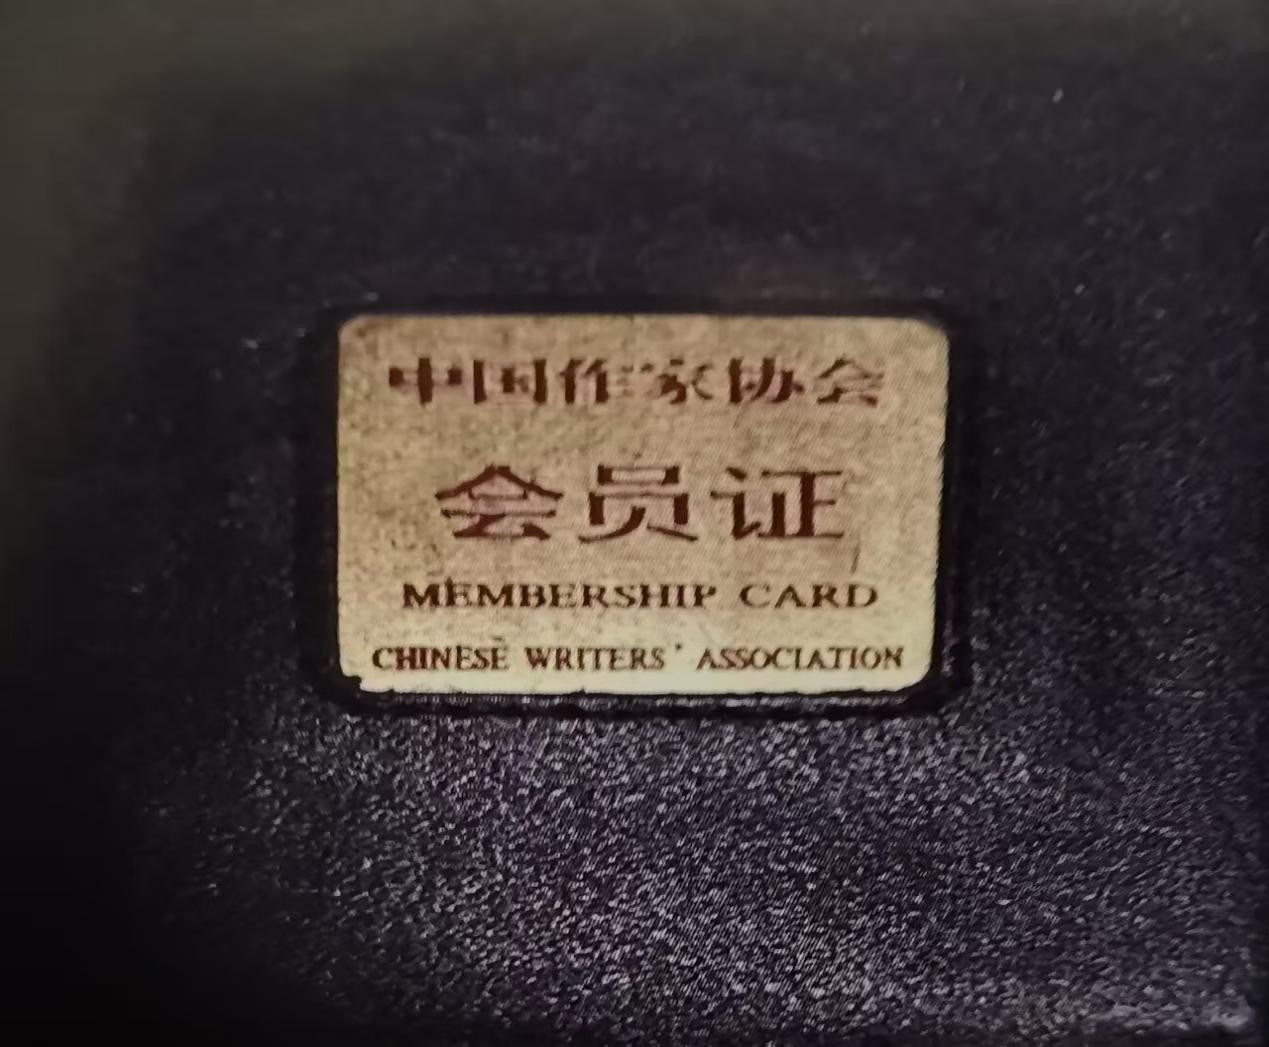 中国作家协会
会员证
MEMBERSHIP CARD
CHINESE WRITERS' ASSOCIATION